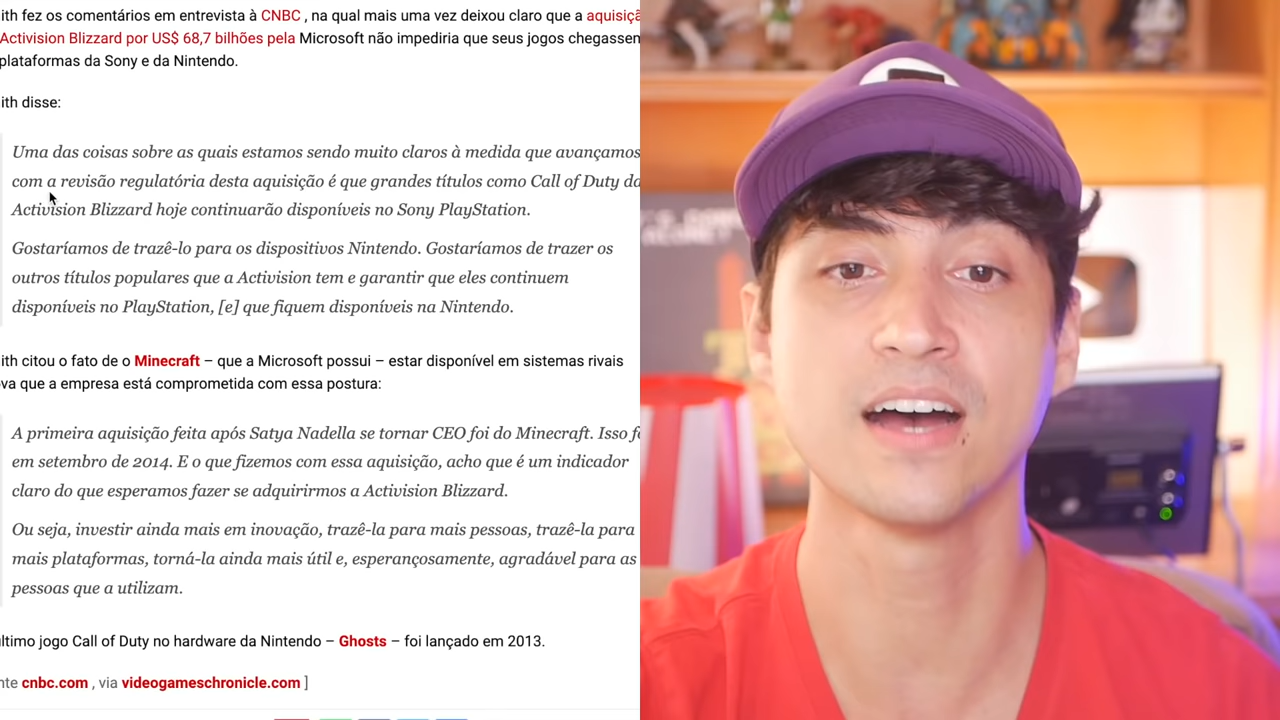 ith fez os comentários em entrevista à CNBC , na qual mais uma vez deixou claro que a aquisiçã
Activision Blizzard por US$ 68,7 bilhões pela Microsoft não impediria que seus jogos chegassem
plataformas da Sony e da Nintendo.
ith disse:
Uma das coisas sobre as quais estamos sendo muito claros à medida que avançamos
com a revisão regulatória desta aquisição é que grandes títulos como Call of Duty da
Activision Blizzard hoje continuarão disponíveis no Sony PlayStation.
Gostaríamos de trazê-lo para os dispositivos Nintendo. Gostaríamos de trazer os
outros títulos populares que a Activision tem e garantir que eles continuem
disponíveis no PlayStation, [e] que fiquem disponíveis na Nintendo.
ith citou o fato de o Minecraft – que a Microsoft possui – estar disponível em sistemas rivais
va que a empresa está comprometida com essa postura:
A primeira aquisição feita após Satya Nadella se tornar CEO foi do Minecraft. Isso fo
em setembro de 2014. E o que fizemos com essa aquisição, acho que é um indicador
claro do que esperamos fazer se adquirirmos a Activision Blizzard.
Ou seja, investir ainda mais em inovação, trazê-la para mais pessoas, trazê-la para
mais plataformas, torná-la ainda mais útil e, esperançosamente, agradável para as
pessoas que a utilizam.
ltimo jogo Call of Duty no hardware da Nintendo – Ghosts – foi lançado em 2013.
nte cnbc.com , via videogameschronicle.com ]